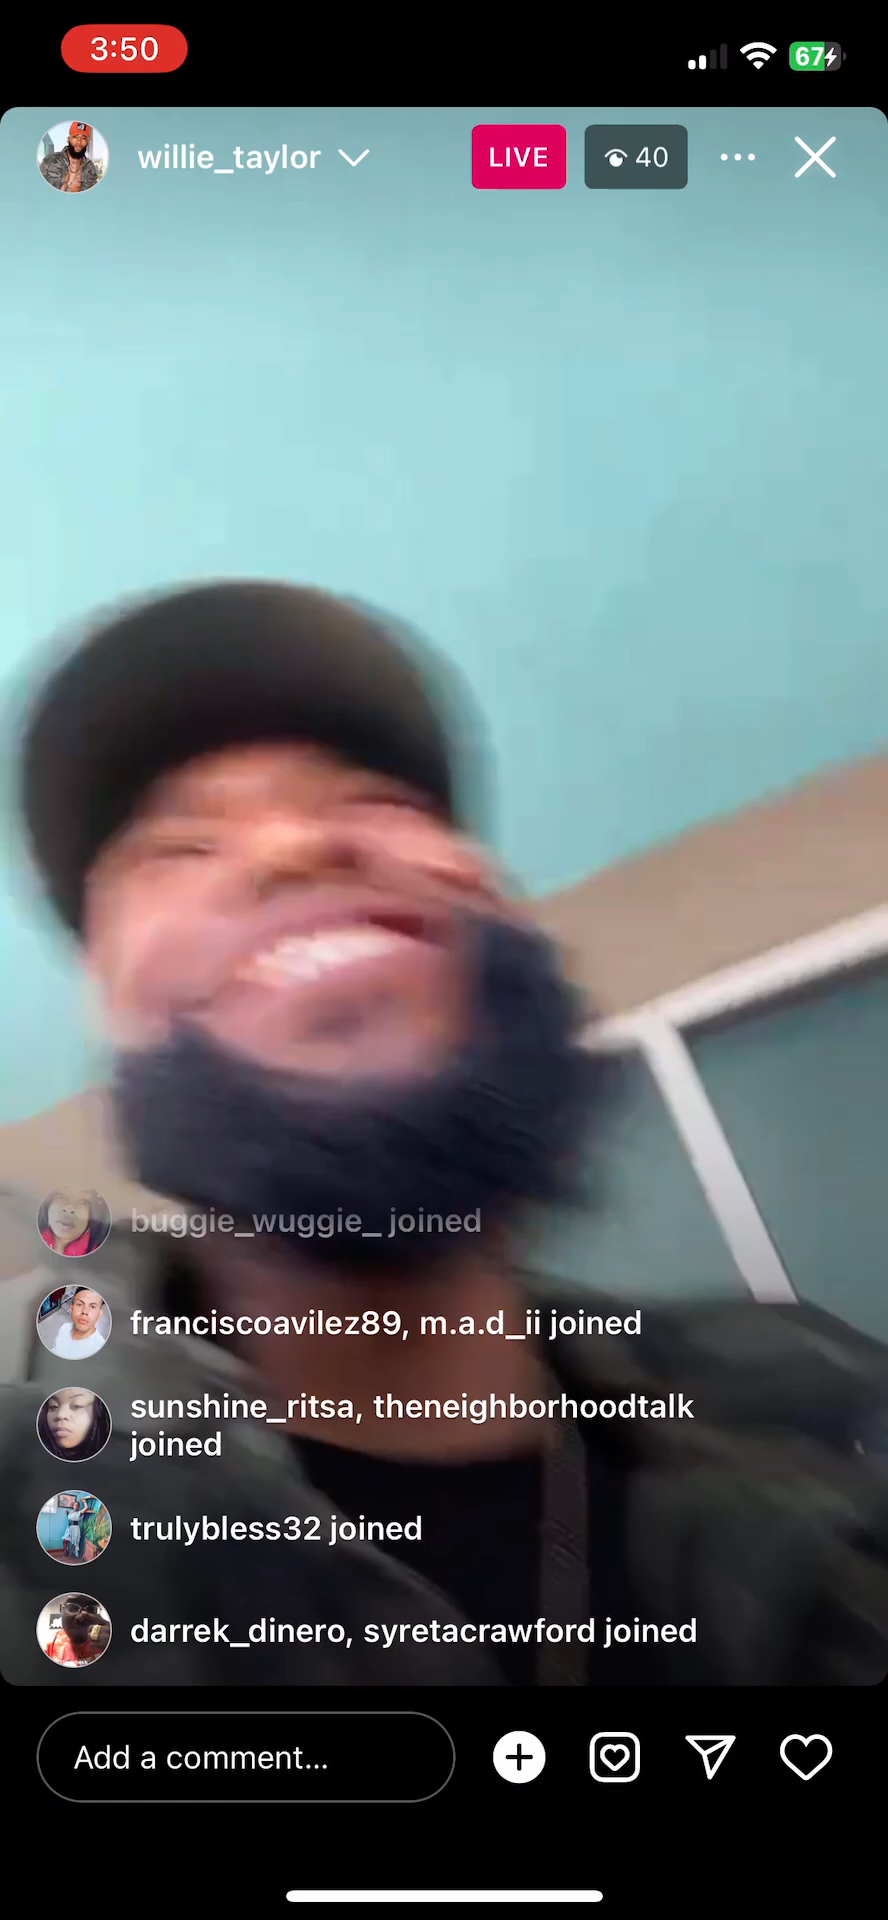 3:50
67
willie_taylor
LIVE
40
buggie_wuggie_ joined
franciscoavilez89, m.a.d_ii joined
sunshine_ritsa, theneighborhoodtalk
joined
trulybless32 joined
darrek_dinero, syretacrawford joined
Add a comment...